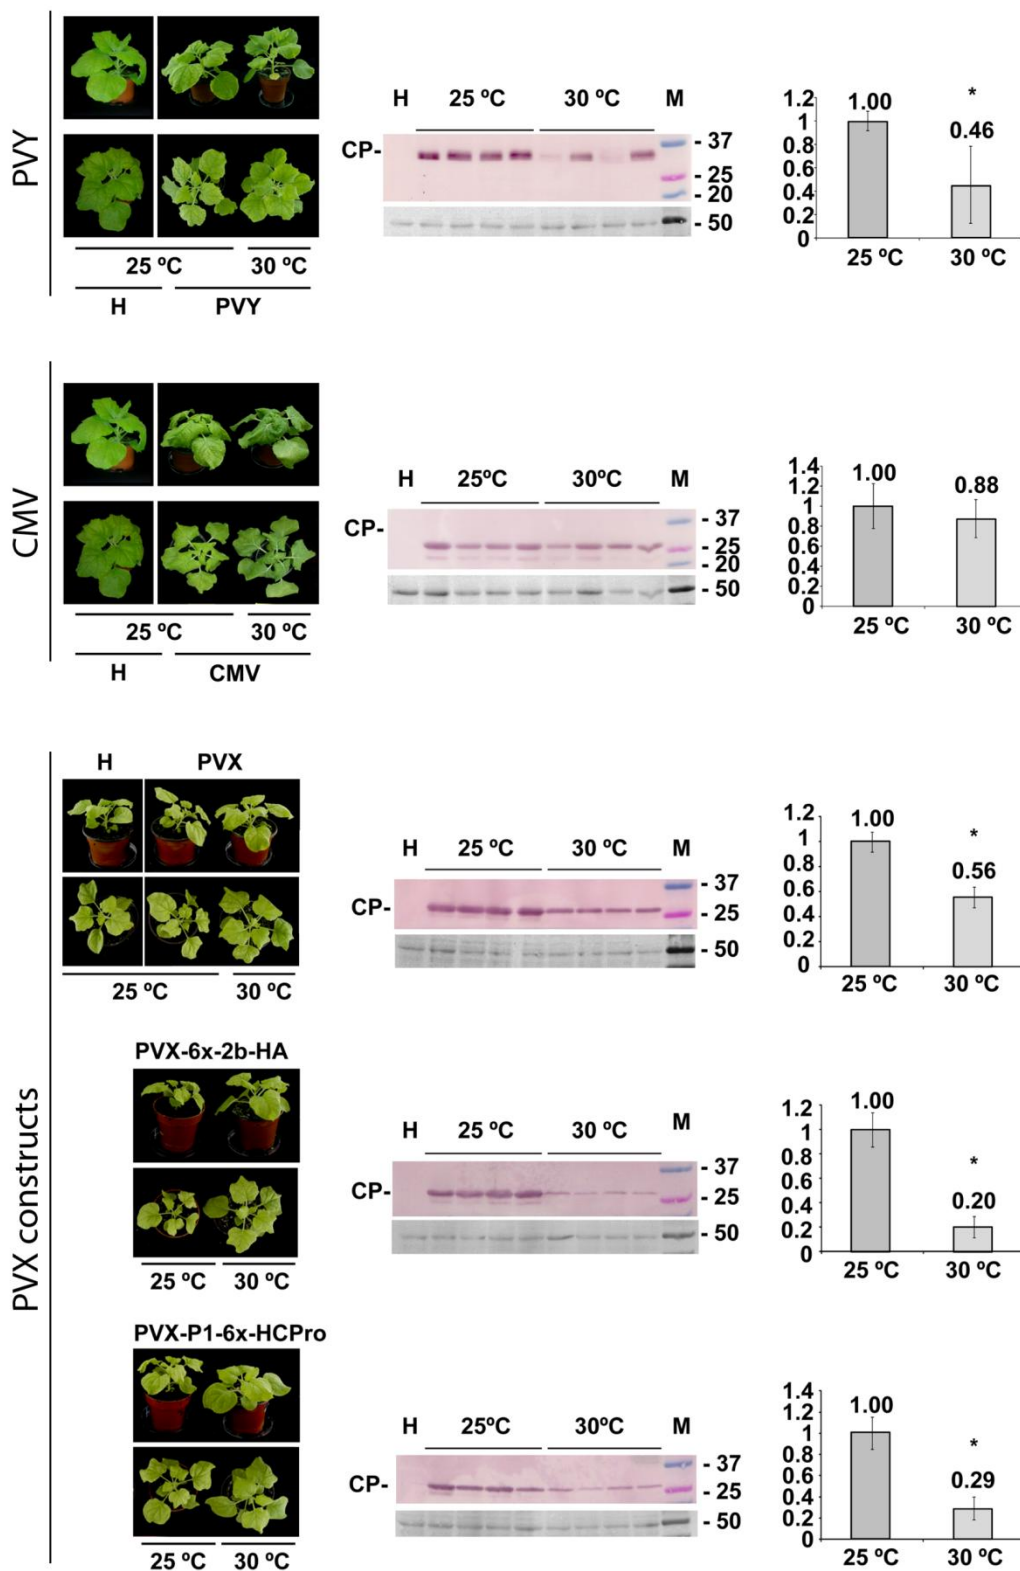 PVY
25 ºC 30 ºC
H PVY
H 25 ºC 30 ºC M
CP-
- 37
- 25
- 20
- 50
1.2
1
0.8
0.6
0.4
0.2
0
1.00
*
0.46
25 ºC 30 ºC
CMV
25 ºC 30 ºC
H CMV
H 25ºC 30ºC M
CP-
- 37
- 25
- 20
- 50
1.4
1.2
1
0.8
0.6
0.4
0.2
0
1.00
0.88
25 ºC 30 ºC
PVX constructs
H PVX
25 ºC 30 ºC
H 25 ºC 30 ºC M
CP-
- 37
- 25
- 50
1.2
1
0.8
0.6
0.4
0.2
0
1.00
*
0.56
25 ºC 30 ºC
PVX-6x-2b-HA
25 ºC 30 ºC
H 25 ºC 30 ºC M
CP-
- 37
- 25
- 50
1.2
1
0.8
0.6
0.4
0.2
0
1.00
*
0.20
25 ºC 30 ºC
PVX-P1-6x-HCPro
25 ºC 30 ºC
H 25ºC 30ºC M
CP-
- 37
- 25
- 50
1.4
1.2
1
0.8
0.6
0.4
0.2
0
1.00
*
0.29
25 ºC 30 ºC